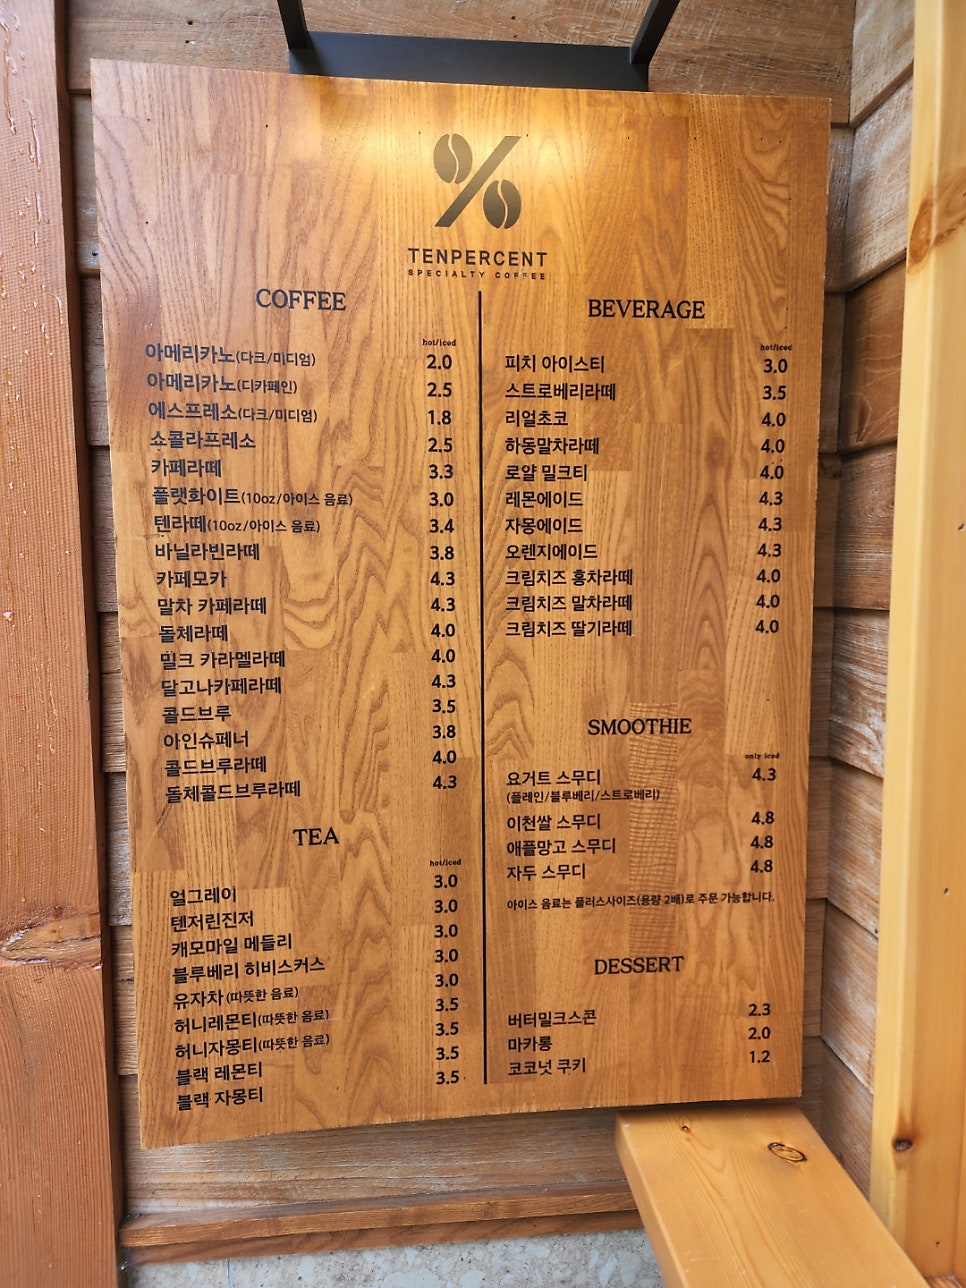 TENPERCENT
SPECIALTY COFFEE
COFFEE
hot/iced
아메리카노(다크/미디엄) 2.0
아메리카노(디카페인) 2.5
에스프레소(다크/미디엄) 1.8
쇼콜라프레소 2.5
카페라떼 3.3
플랫화이트(10oz/아이스 음료) 3.0
텐라떼(10oz/아이스 음료) 3.4
바닐라빈라떼 3.8
카페모카 4.3
말차 카페라떼 4.3
돌체라떼 4.0
밀크 카라멜라떼 4.0
달고나카페라떼 4.3
콜드브루 3.5
아인슈페너 3.8
콜드브루라떼 4.0
돌체콜드브루라떼 4.3
TEA
hot/iced
얼그레이 3.0
텐저린진저 3.0
캐모마일 메들리 3.0
블루베리 히비스커스 3.0
유자차 (따뜻한 음료) 3.0
허니레몬티(따뜻한 음료) 3.5
허니자몽티(따뜻한 음료) 3.5
블랙 레몬티 3.5
블랙 자몽티 3.5
BEVERAGE
hot/iced
피치 아이스티 3.0
스트로베리라떼 3.5
리얼초코 4.0
하동말차라떼 4.0
로얄 밀크티 4.0
레몬에이드 4.3
자몽에이드 4.3
오렌지에이드 4.3
크림치즈 홍차라떼 4.0
크림치즈 말차라떼 4.0
크림치즈 딸기라떼 4.0
SMOOTHIE
only iced
요거트 스무디 4.3
(플레인/블루베리/스트로베리)
이천쌀 스무디 4.8
애플망고 스무디 4.8
자두 스무디 4.8
아이스 음료는 플러스사이즈(용량 2배)로 주문 가능합니다.
DESSERT
버터밀크스콘 2.3
마카롱 2.0
코코넛 쿠키 1.2